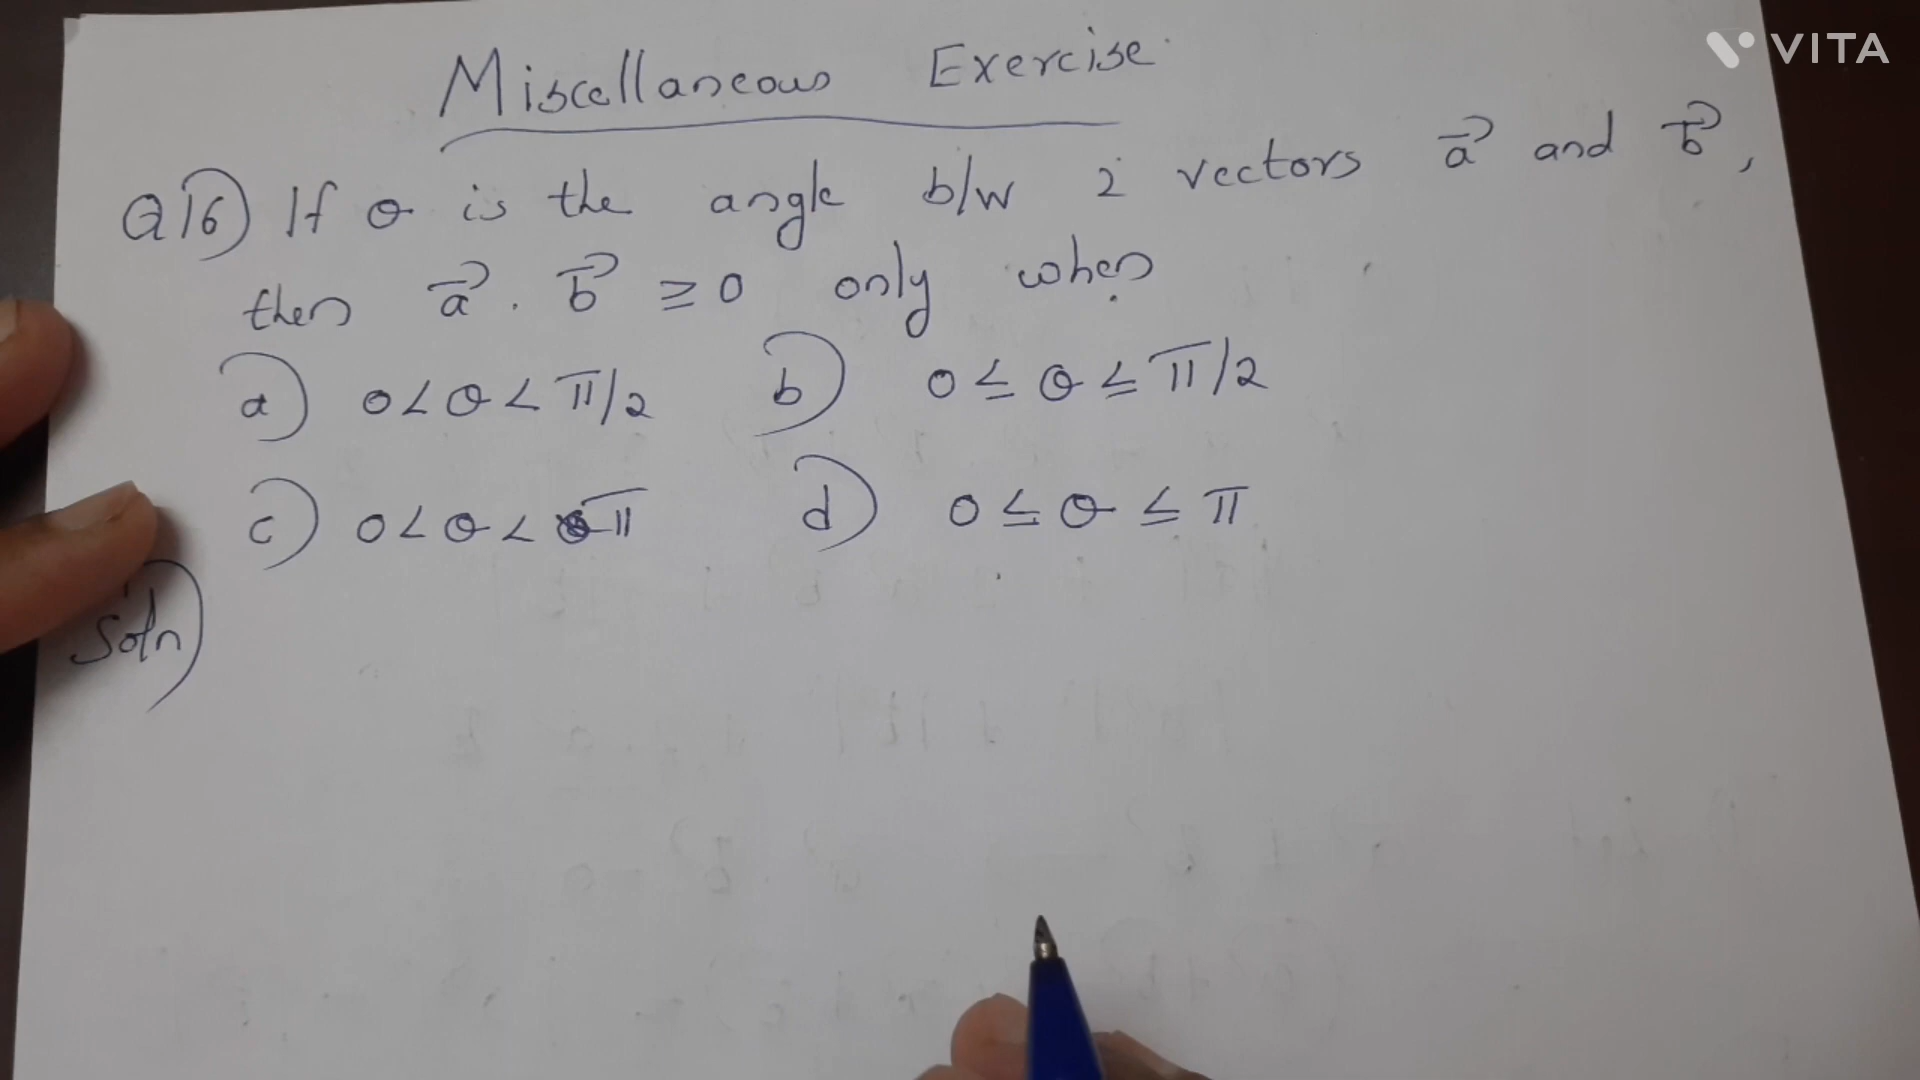 VITA
Miscellaneous Exercise
Q16) If θ is the angle b/w 2 vectors a⃗ and b⃗,
then a⃗ . b⃗ ≥ 0 only when
a) 0 < θ < π/2 b) 0 ≤ θ ≤ π/2
c) 0 < θ < π d) 0 ≤ θ ≤ π
Soln)